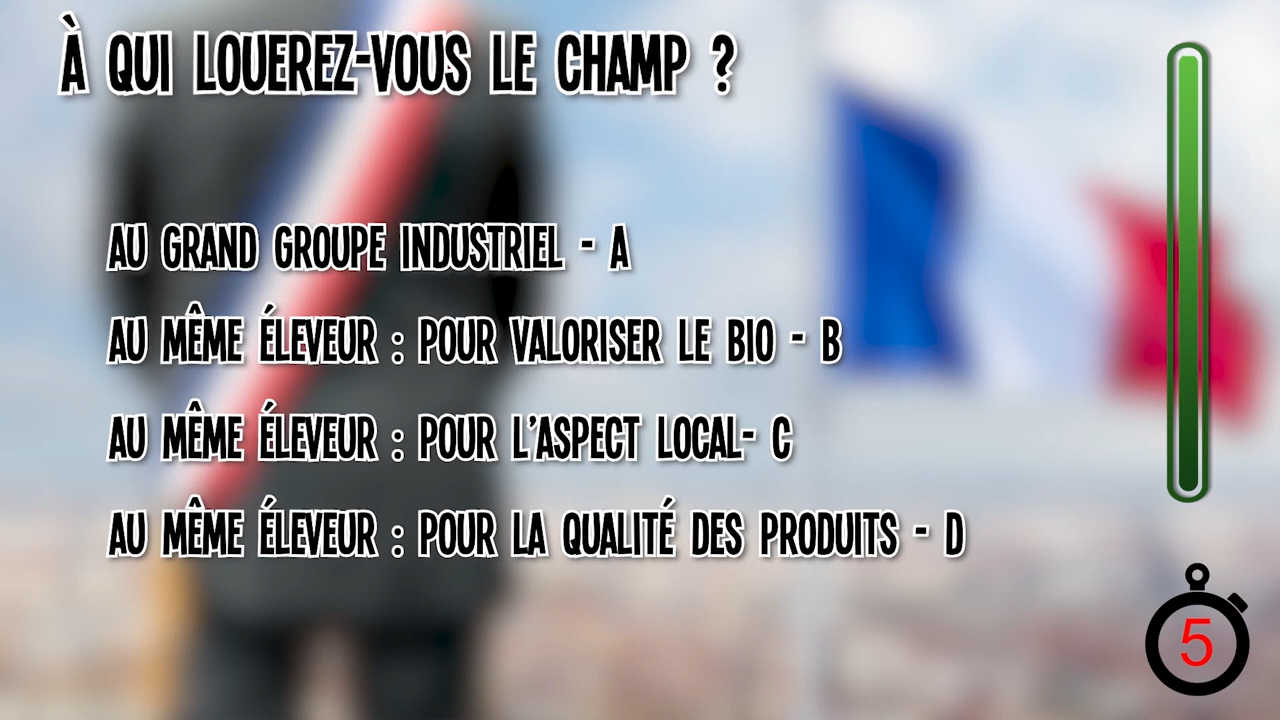 À QUI LOUEREZ-VOUS LE CHAMP ?
AU GRAND GROUPE INDUSTRIEL - A
AU MÊME ÉLEVEUR : POUR VALORISER LE BIO - B
AU MÊME ÉLEVEUR : POUR L'ASPECT LOCAL- C
AU MÊME ÉLEVEUR : POUR LA QUALITÉ DES PRODUITS - D
5